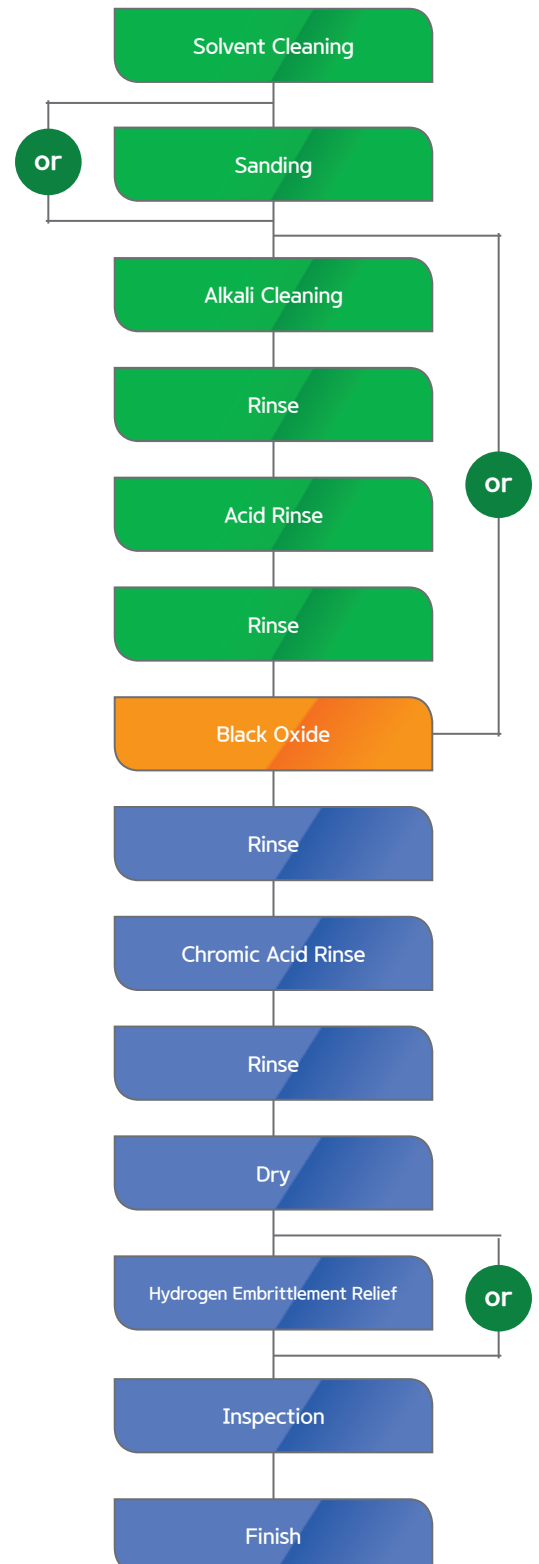 Solvent Cleaning
or
Sanding
Alkali Cleaning
Rinse
Acid Rinse
or
Rinse
Black Oxide
Rinse
Chromic Acid Rinse
Rinse
Dry
Hydrogen Embrittlement Relief
or
Inspection
Finish